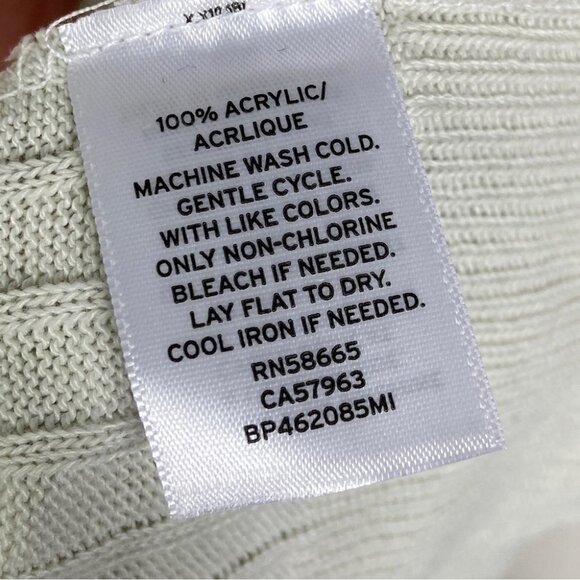 100% ACRYLIC/
ACRLIQUE
MACHINE WASH COLD.
GENTLE CYCLE.
WITH LIKE COLORS.
ONLY NON-CHLORINE
BLEACH IF NEEDED.
LAY FLAT TO DRY.
COOL IRON IF NEEDED.
RN58665
CA57963
BP462085MI